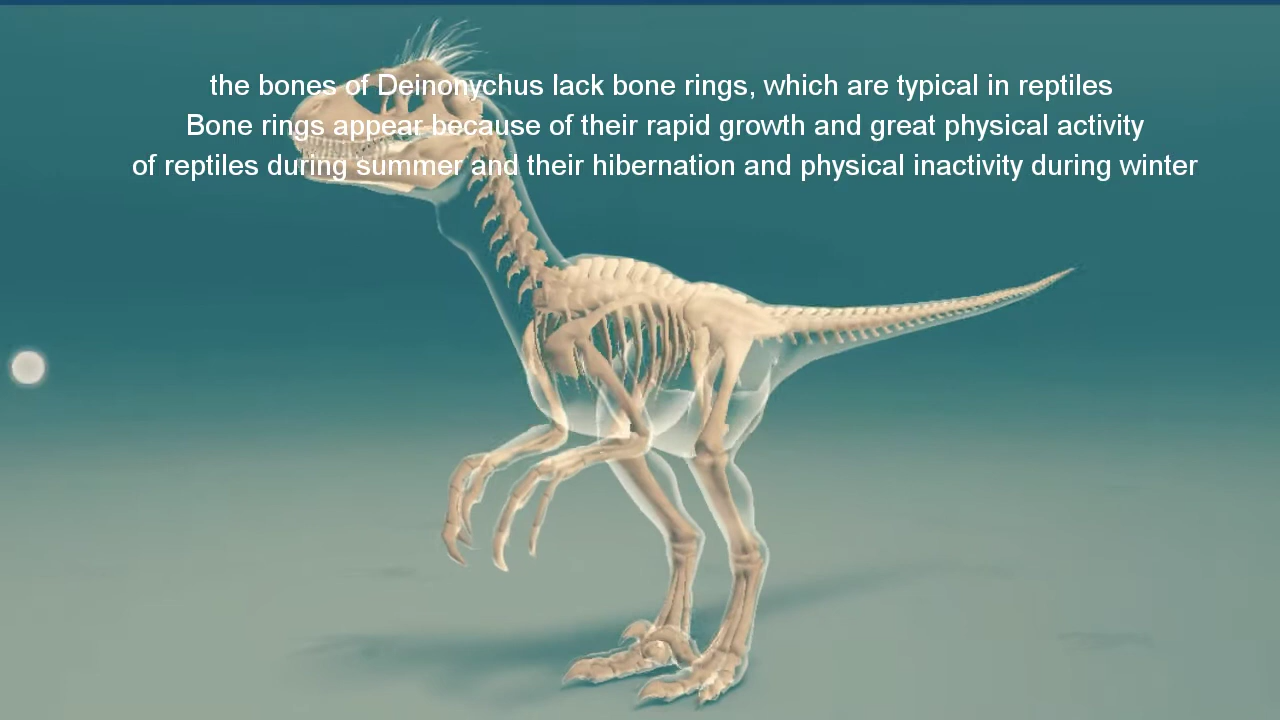 the bones of Deinonychus lack bone rings, which are typical in reptiles
Bone rings appear because of their rapid growth and great physical activity
of reptiles during summer and their hibernation and physical inactivity during winter